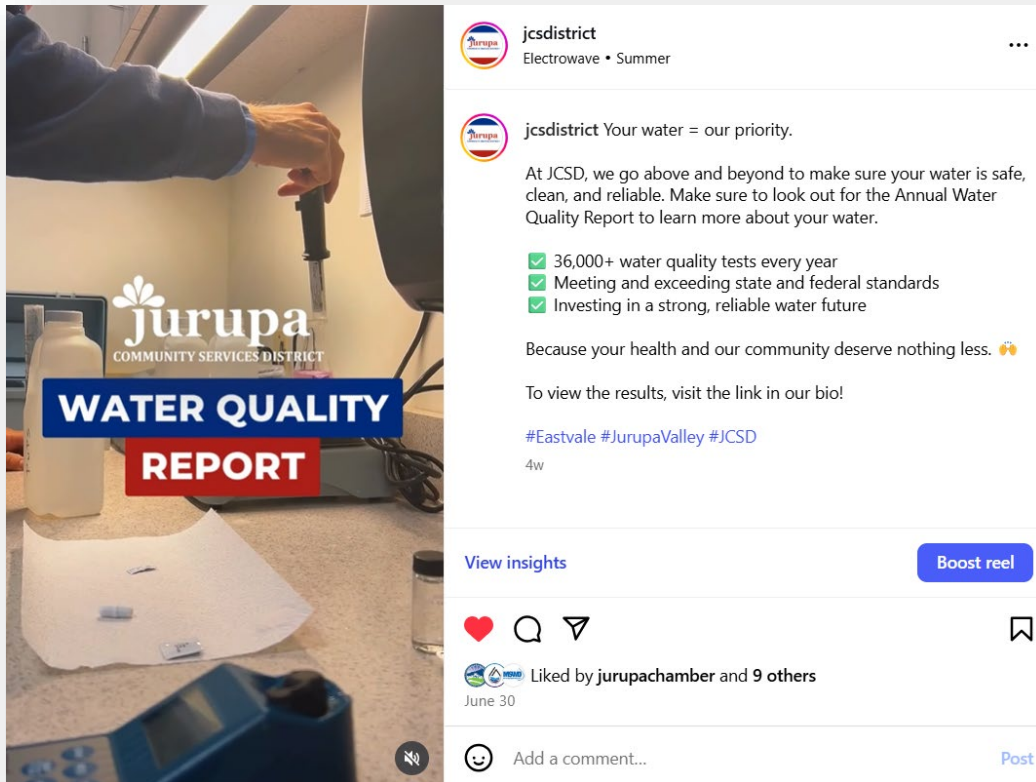 jcsdistrict
Electrowave • Summer
jurupa
COMMUNITY SERVICES DISTRICT
WATER QUALITY
REPORT
jcsdistrict Your water = our priority.
At JCSD, we go above and beyond to make sure your water is safe,
clean, and reliable. Make sure to look out for the Annual Water
Quality Report to learn more about your water.
✅ 36,000+ water quality tests every year
✅ Meeting and exceeding state and federal standards
✅ Investing in a strong, reliable water future
Because your health and our community deserve nothing less. 🙌
To view the results, visit the link in our bio!
#Eastvale #JurupaValley #JCSD
4w
View insights
Boost reel
Liked by jurupachamber and 9 others
June 30
Add a comment...
Post